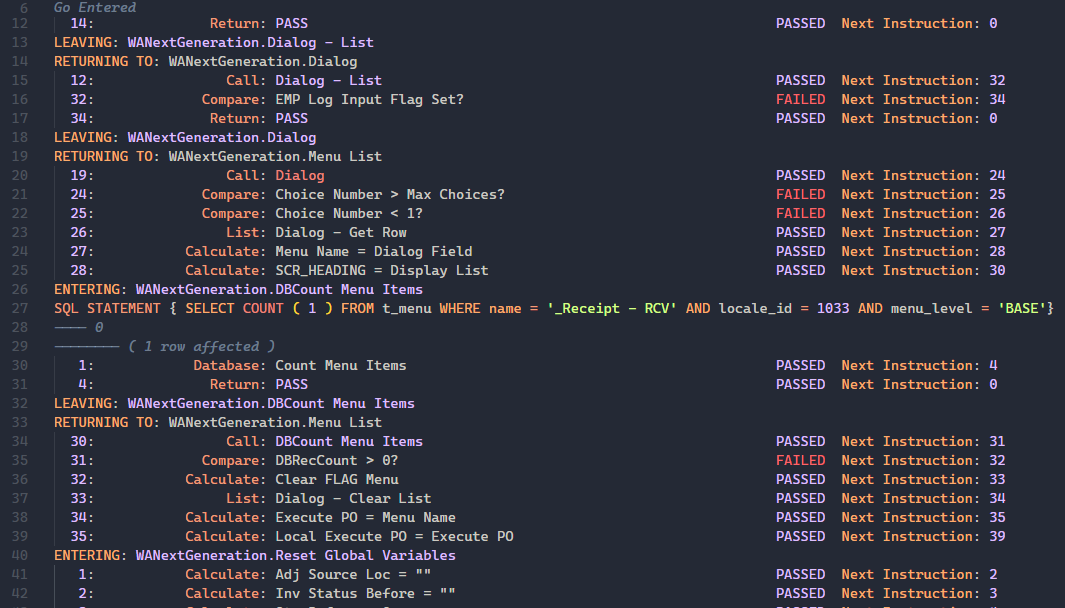 6 Go Entered
12 14: Return: PASS PASSED Next Instruction: 0
13 LEAVING: WANextGeneration.Dialog - List
14 RETURNING TO: WANextGeneration.Dialog
15 12: Call: Dialog - List PASSED Next Instruction: 32
16 32: Compare: EMP Log Input Flag Set? FAILED Next Instruction: 34
17 34: Return: PASS PASSED Next Instruction: 0
18 LEAVING: WANextGeneration.Dialog
19 RETURNING TO: WANextGeneration.Menu List
20 19: Call: Dialog PASSED Next Instruction: 24
21 24: Compare: Choice Number > Max Choices? FAILED Next Instruction: 25
22 25: Compare: Choice Number < 1? FAILED Next Instruction: 26
23 26: List: Dialog - Get Row PASSED Next Instruction: 27
24 27: Calculate: Menu Name = Dialog Field PASSED Next Instruction: 28
25 28: Calculate: SCR_HEADING = Display List PASSED Next Instruction: 30
26 ENTERING: WANextGeneration.DBCount Menu Items
27 SQL STATEMENT { SELECT COUNT ( 1 ) FROM t_menu WHERE name = '_Receipt - RCV' AND locale_id = 1033 AND menu_level = 'BASE'}
28 ---- 0
29 -------- ( 1 row affected )
30 1: Database: Count Menu Items PASSED Next Instruction: 4
31 4: Return: PASS PASSED Next Instruction: 0
32 LEAVING: WANextGeneration.DBCount Menu Items
33 RETURNING TO: WANextGeneration.Menu List
34 30: Call: DBCount Menu Items PASSED Next Instruction: 31
35 31: Compare: DBRecCount > 0? FAILED Next Instruction: 32
36 32: Calculate: Clear FLAG Menu PASSED Next Instruction: 33
37 33: List: Dialog - Clear List PASSED Next Instruction: 34
38 34: Calculate: Execute PO = Menu Name PASSED Next Instruction: 35
39 35: Calculate: Local Execute PO = Execute PO PASSED Next Instruction: 39
40 ENTERING: WANextGeneration.Reset Global Variables
41 1: Calculate: Adj Source Loc = "" PASSED Next Instruction: 2
42 2: Calculate: Inv Status Before = "" PASSED Next Instruction: 3